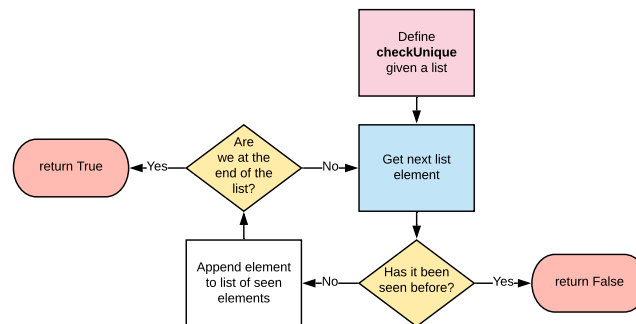 Define
checkUnique
given a list
return True
Yes
Are
we at the
end of the
list?
No
Get next list
element
Append element
to list of seen
elements
No
Has it been
seen before?
Yes
return False